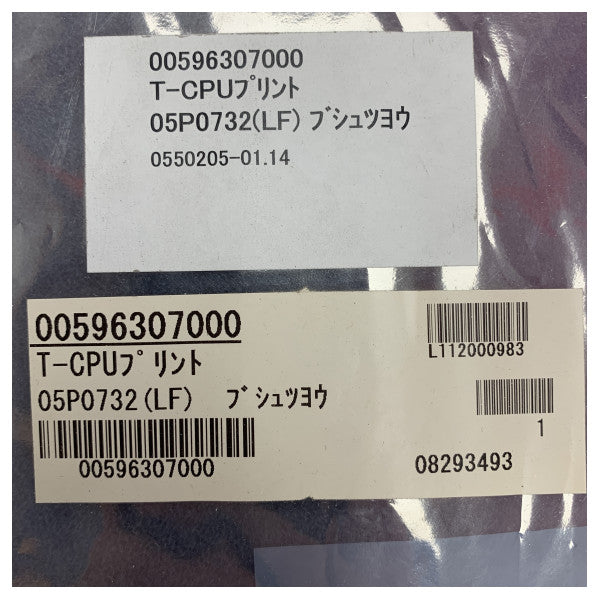 00596307000
T-CPUﾌﾟﾘﾝﾄ
05P0732(LF) ﾌﾞｼｭﾂﾖｳ
0550205-01.14
00596307000
T-CPUﾌﾟﾘﾝﾄ
05P0732(LF) ﾌﾞｼｭﾂﾖｳ
00596307000
L112000983
1
08293493